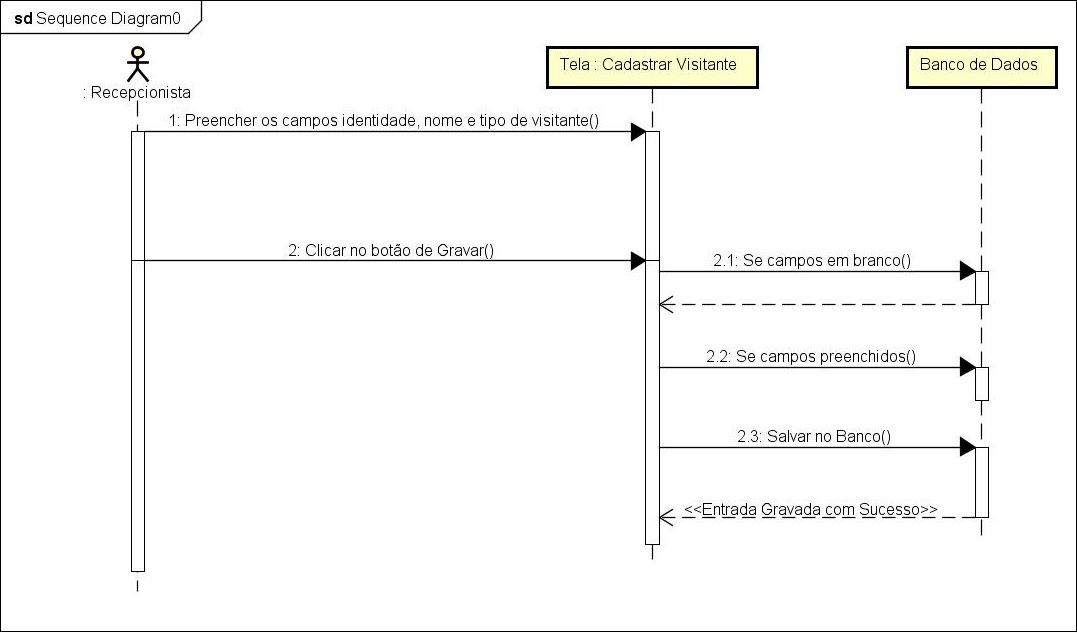 sd Sequence Diagram0
: Recepcionista
Tela : Cadastrar Visitante
Banco de Dados
1: Preencher os campos identidade, nome e tipo de visitante()
2: Clicar no botão de Gravar()
2.1: Se campos em branco()
2.2: Se campos preenchidos()
2.3: Salvar no Banco()
<<Entrada Gravada com Sucesso>>